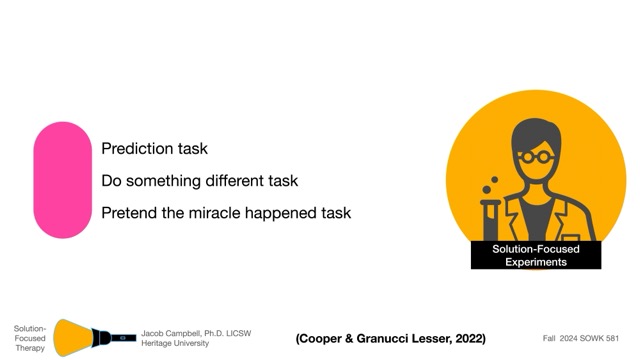 Prediction task
Do something different task
Pretend the miracle happened task
Solution-Focused
Experiments
Solution-
Focused
Therapy
Jacob Campbell, Ph.D. LICSW
Heritage University
(Cooper & Granucci Lesser, 2022)
Fall 2024 SOWK 581